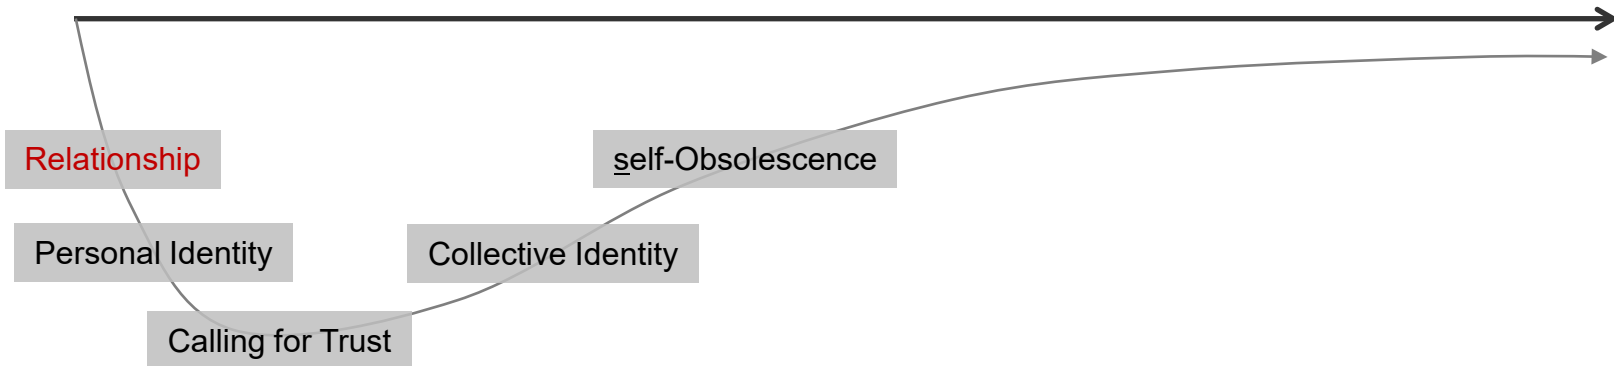 Relationship
Personal Identity
Calling for Trust
Collective Identity
self-Obsolescence